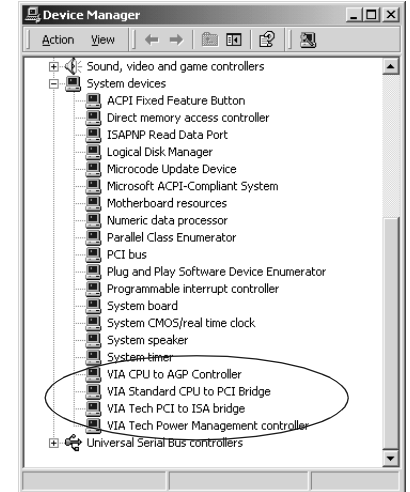 Device Manager
Action View
Sound, video and game controllers
System devices
ACPI Fixed Feature Button
Direct memory access controller
ISAPNP Read Data Port
Logical Disk Manager
Microcode Update Device
Microsoft ACPI-Compliant System
Motherboard resources
Numeric data processor
Parallel Class Enumerator
PCI bus
Plug and Play Software Device Enumerator
Programmable interrupt controller
System board
System CMOS/real time clock
System speaker
System timer
VIA CPU to AGP Controller
VIA Standard CPU to PCI Bridge
VIA Tech PCI to ISA bridge
VIA Tech Power Management controller
Universal Serial Bus controllers